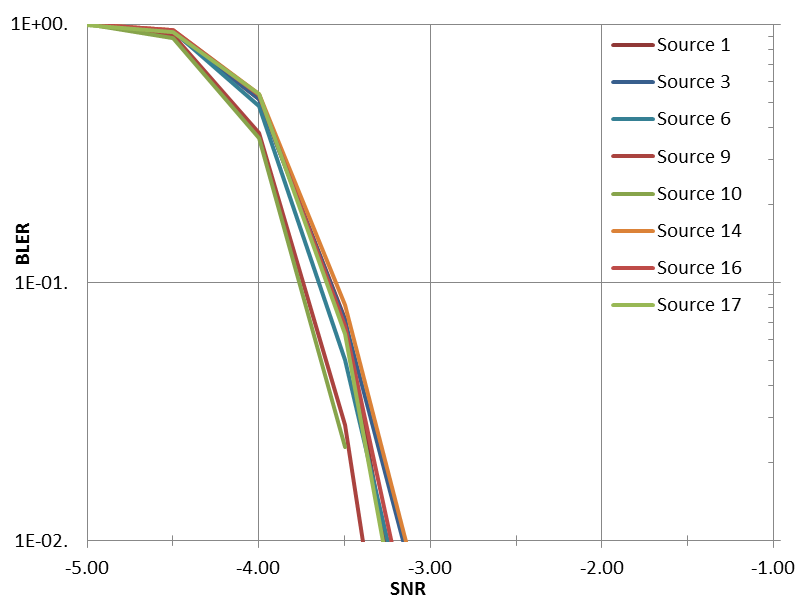 1E+00.
Source 1
Source 3
Source 6
Source 9
Source 10
Source 14
Source 16
Source 17
BLER
1E-01.
1E-02.
-5.00 -4.00 -3.00 -2.00 -1.00
SNR